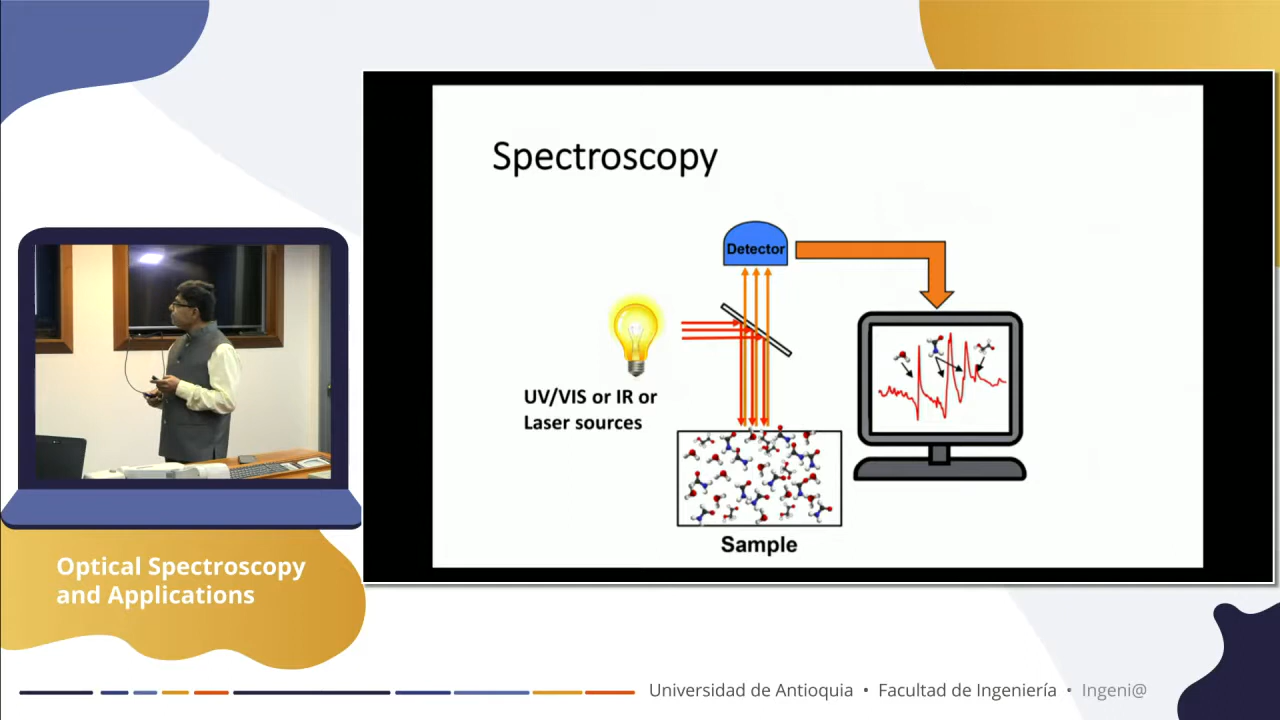 Spectroscopy
Detector
UV/VIS or IR or
Laser sources
Sample
Optical Spectroscopy
and Applications
Universidad de Antioquia • Facultad de Ingeniería • Ingeni@